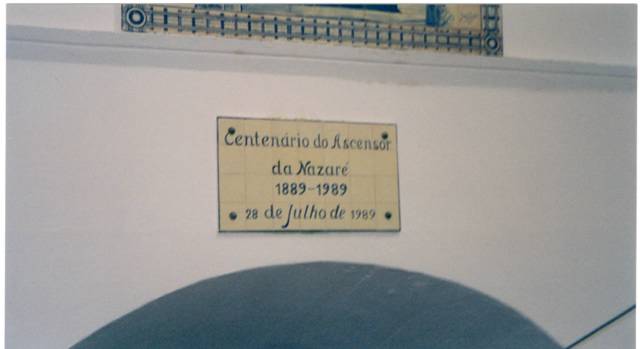 Centenário do Ascensor
da Nazaré
1889-1989
28 de Julho de 1989